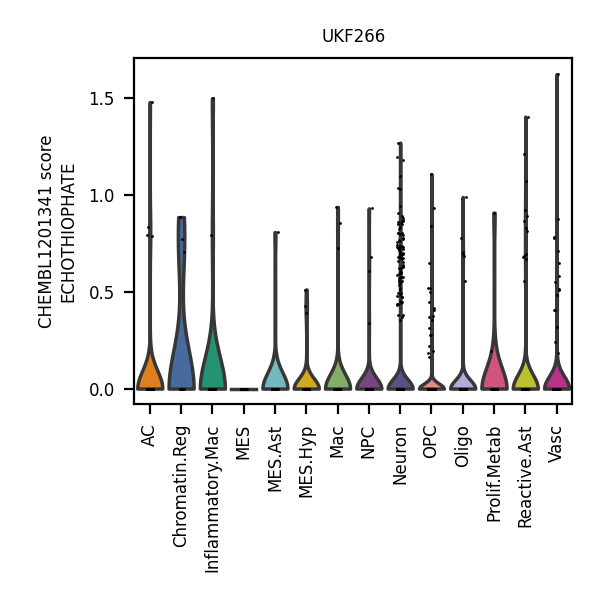 UKF266
CHEMBL1201341 score
ECHOTHIOPHATE
1.5
1.0
0.5
0.0
AC
Chromatin.Reg
Inflammatory.Mac
MES
MES.Ast
MES.Hyp
Mac
NPC
Neuron
OPC
Oligo
Prolif.Metab
Reactive.Ast
Vasc